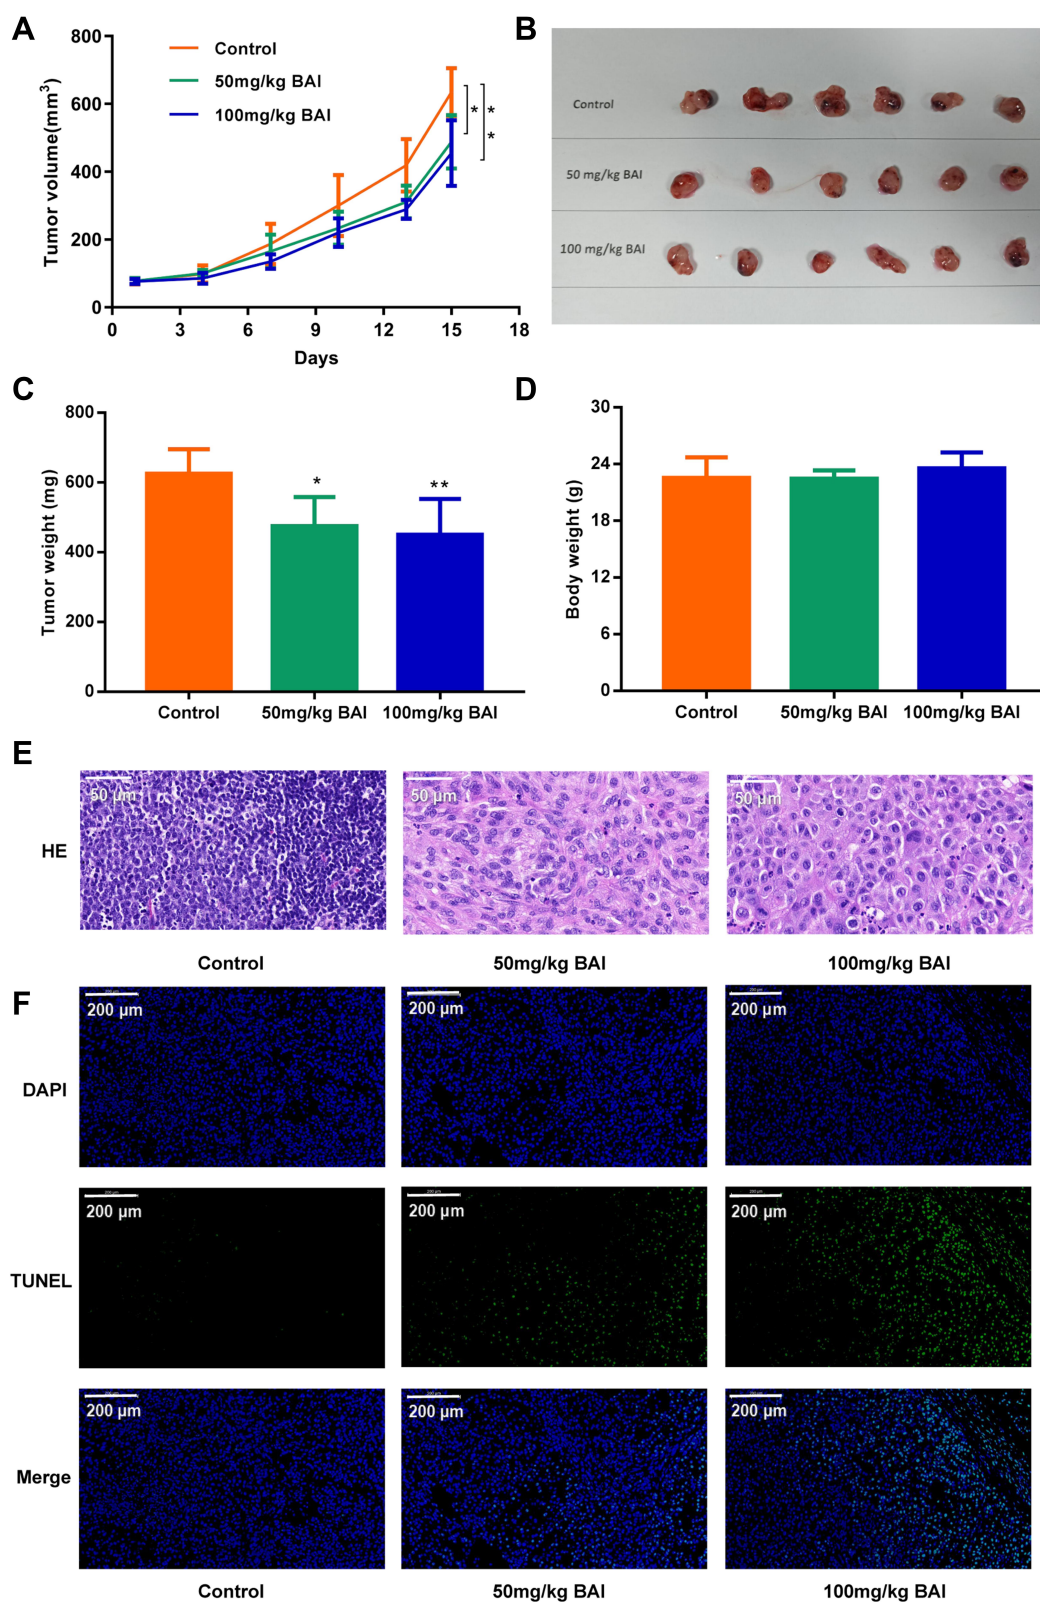 A
Tumor volume(mm3)
800
600
400
200
0
0 3 6 9 12 15 18
Days
Control
50mg/kg BAI
100mg/kg BAI
*
* *
B
Control
50 mg/kg BAI
100 mg/kg BAI
C
Tumor weight (mg)
800
600
400
200
0
*
**
Control 50mg/kg BAI 100mg/kg BAI
D
Body weight (g)
30
24
18
12
6
0
Control 50mg/kg BAI 100mg/kg BAI
E
HE
50 μm 50 μm 50 μm
Control 50mg/kg BAI 100mg/kg BAI
F
DAPI
200 μm 200 μm 200 μm
TUNEL
200 μm 200 μm 200 μm
Merge
200 μm 200 μm 200 μm
Control 50mg/kg BAI 100mg/kg BAI